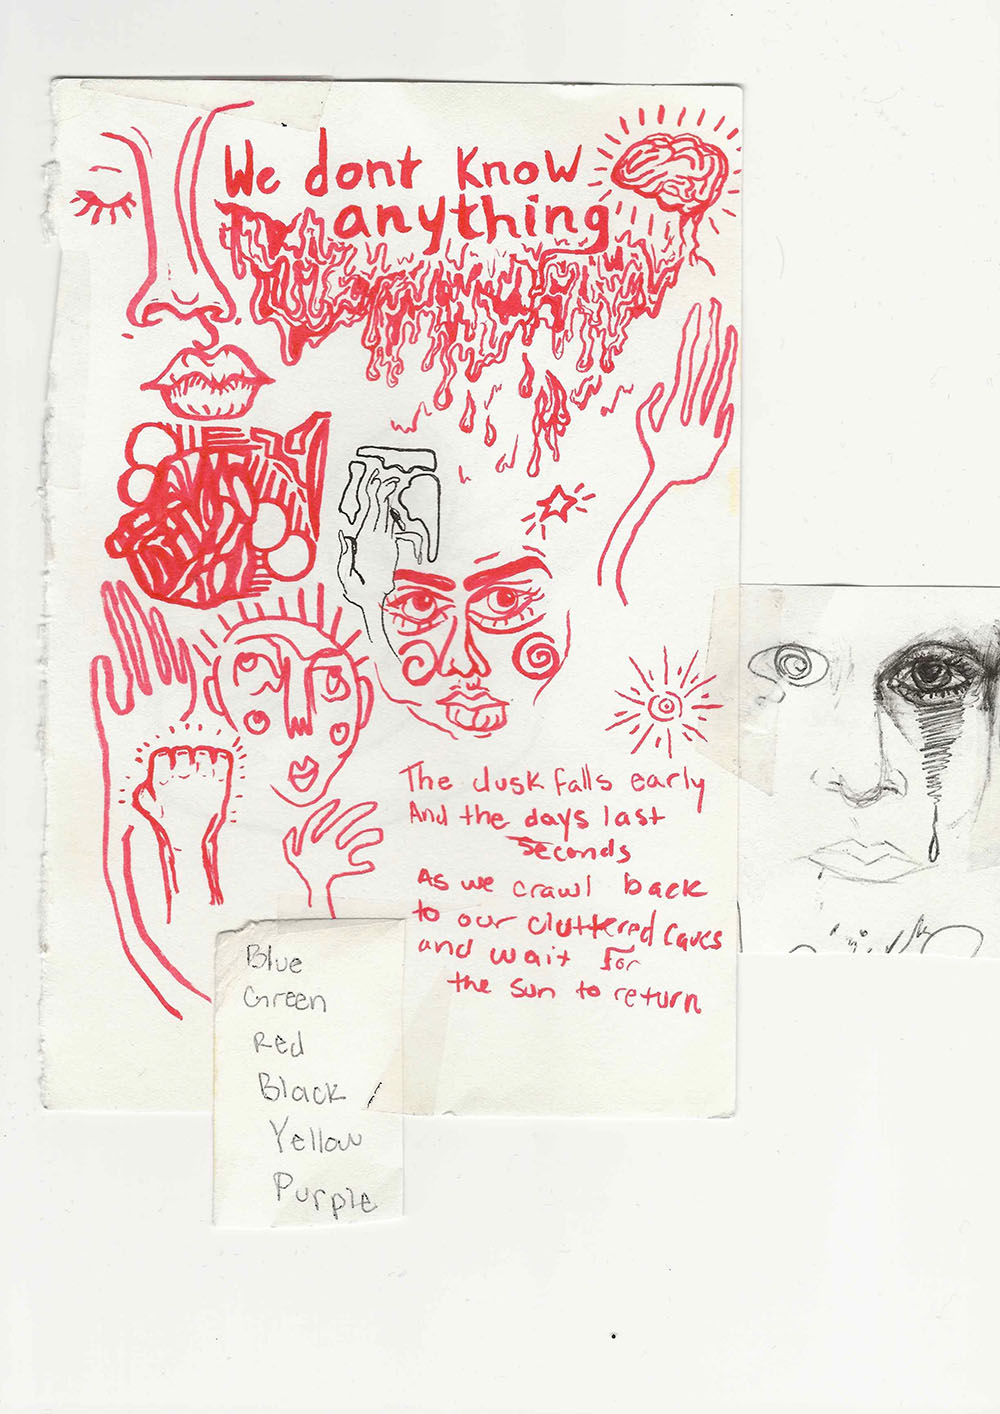 We dont know
anything
The dusk falls early
And the days last
seconds
As we crawl back
to our cluttered caves
and wait for
the sun to return
Blue
Green
Red
Black
Yellow
Purple